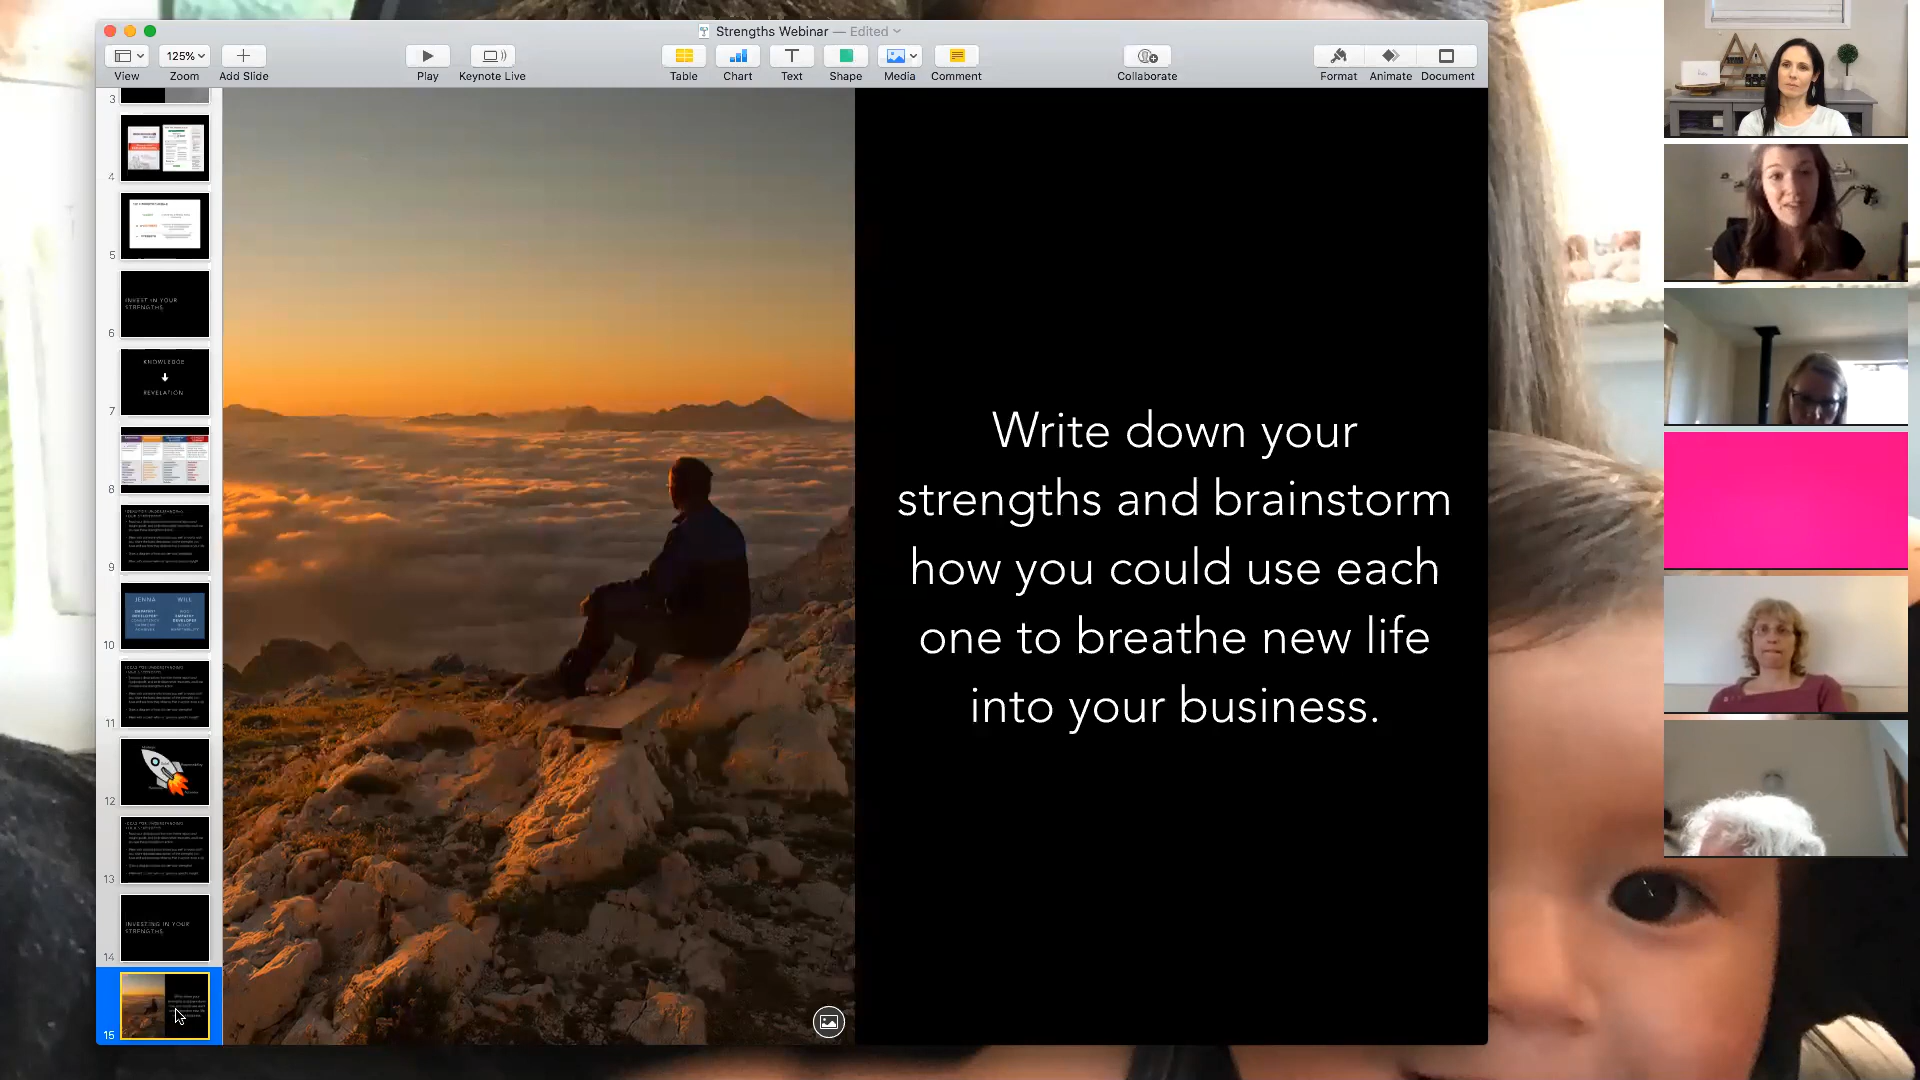 Strengths Webinar — Edited
125%
View
Zoom
Add Slide
Play
Keynote Live
Table
Chart
Text
Shape
Media
Comment
Collaborate
Format
Animate
Document
3
4
5
INVEST IN YOUR
STRENGTHS
6
KNOWLEDGE
REVELATION
7
8
9
JENNA WILL
10
11
12
13
INVESTING IN YOUR
STRENGTHS
14
15
Write down your
strengths and brainstorm
how you could use each
one to breathe new life
into your business.